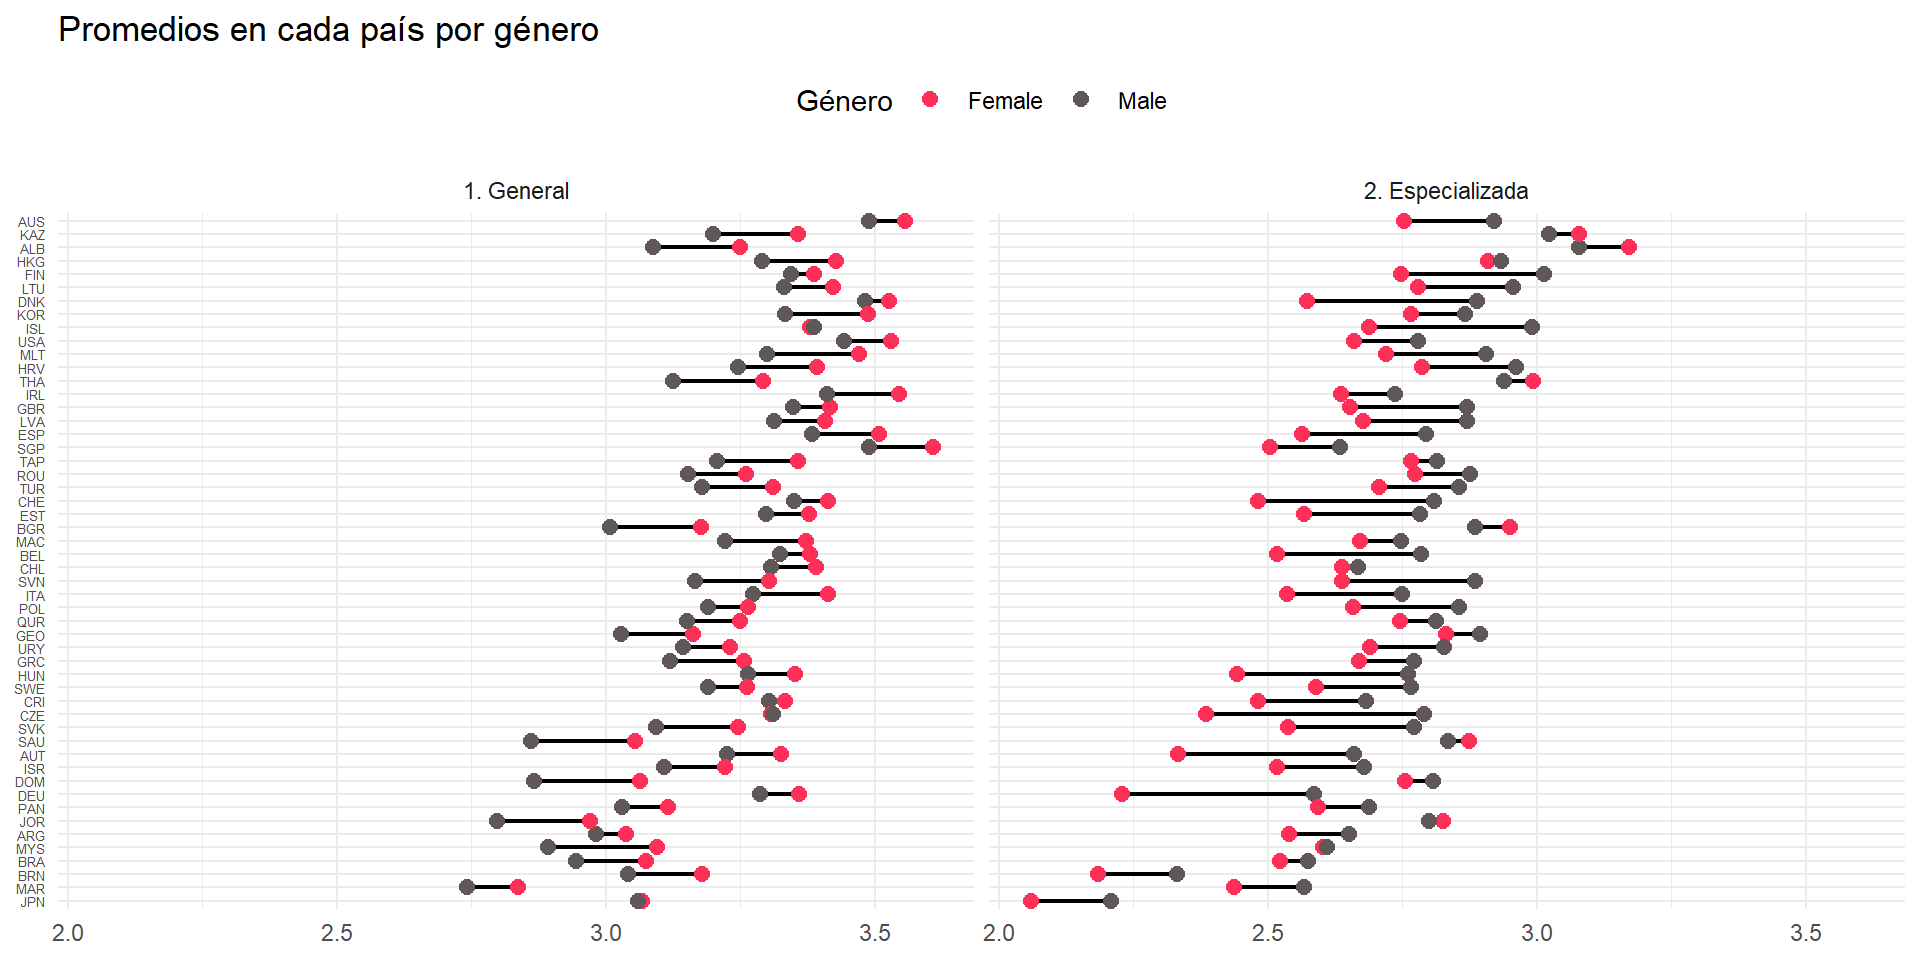 Promedios en cada país por género
Género Female Male
1. General 2. Especializada
AUS
KAZ
ALB
HKG
FIN
LTU
DNK
KOR
ISL
USA
MLT
HRV
THA
IRL
GBR
LVA
ESP
SGP
TAP
ROU
TUR
CHE
EST
BGR
MAC
BEL
CHL
SVN
ITA
POL
QUR
GEO
URY
GRC
HUN
SWE
CRI
CZE
SVK
SAU
AUT
ISR
DOM
DEU
PAN
JOR
ARG
MYS
BRA
BRN
MAR
JPN
2.0 2.5 3.0 3.5 2.0 2.5 3.0 3.5